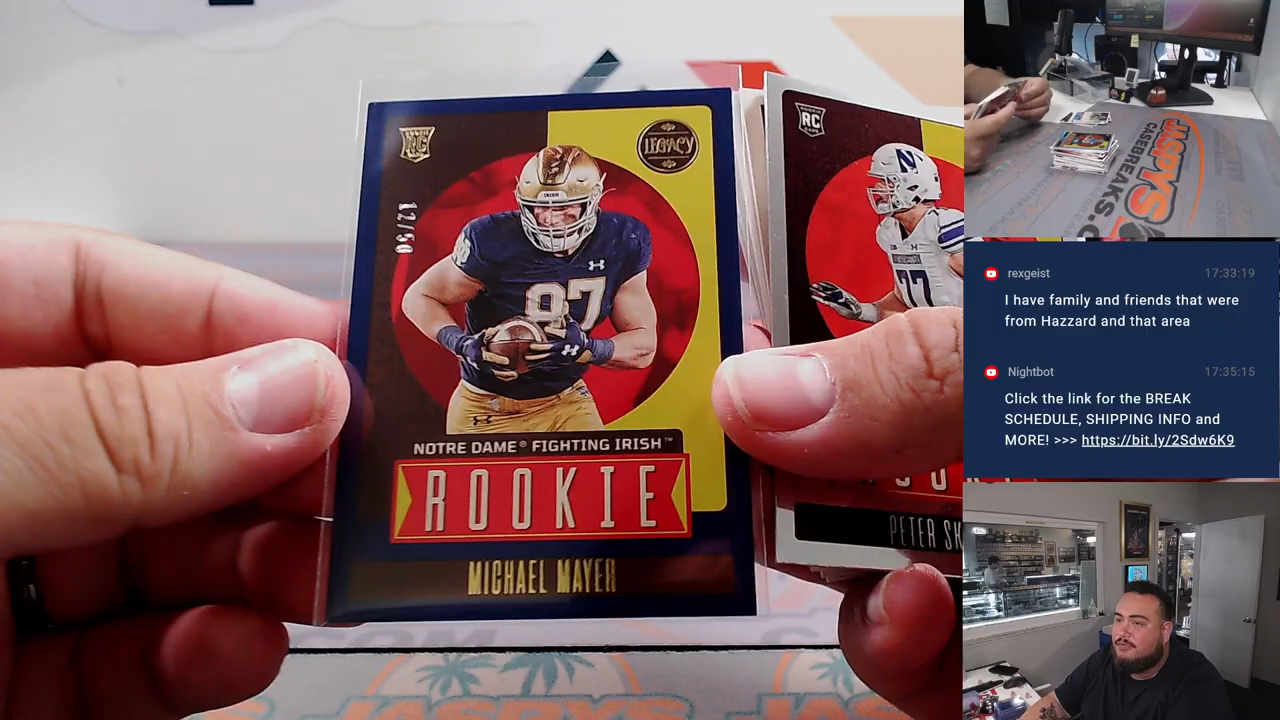 RC
LEGACY
12/50
87
NOTRE DAME® FIGHTING IRISH™
ROOKIE
MICHAEL MAYER
RC
N
77
PETER SK
JASPYS
CASEBREAKS.C
rexgeist 17:33:19
I have family and friends that were
from Hazzard and that area
Nightbot 17:35:15
Click the link for the BREAK
SCHEDULE, SHIPPING INFO and
MORE! >>> https://bit.ly/2Sdw6K9
JASPYS